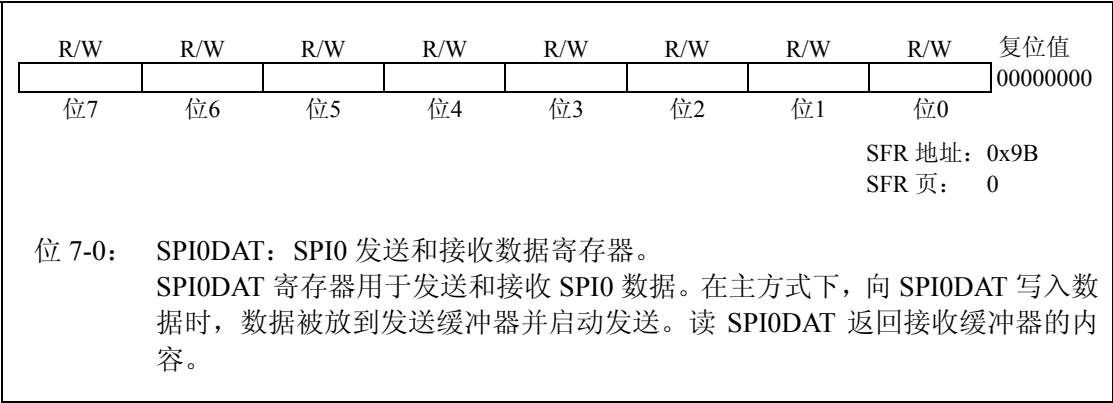 R/W R/W R/W R/W R/W R/W R/W R/W 复位值
00000000
位7 位6 位5 位4 位3 位2 位1 位0
SFR 地址：0x9B
SFR 页： 0
位 7-0： SPI0DAT：SPI0 发送和接收数据寄存器。
SPI0DAT 寄存器用于发送和接收 SPI0 数据。在主方式下，向 SPI0DAT 写入数
据时，数据被放到发送缓冲器并启动发送。读 SPI0DAT 返回接收缓冲器的内
容。